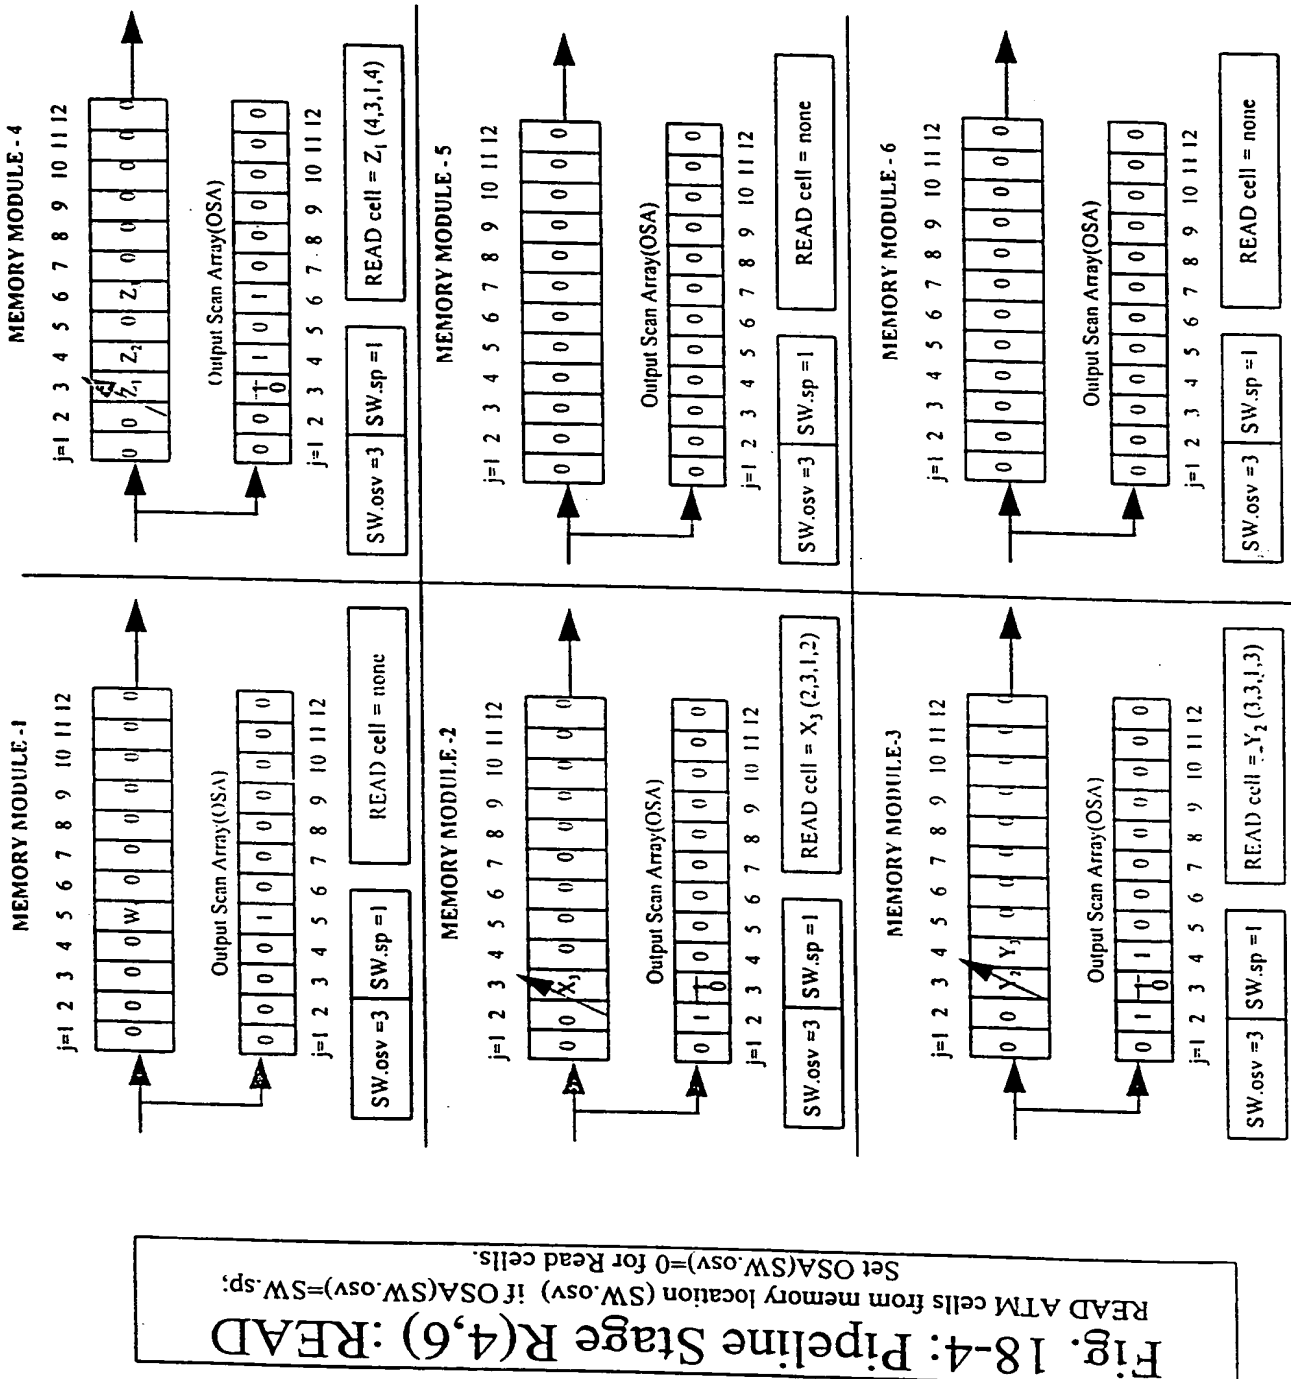 Fig. 18-4: Pipeline Stage R(4,6) :READ
READ ATM cells from memory location (SW.osv) if OSA(SW.osv)=SW.sp;
Set OSA(SW.osv)=0 for Read cells.
MEMORY MODULE -1
j=1 2 3 4 5 6 7 8 9 10 11 12
0 0 0 0 W 0 0 0 0 0 0 0
Output Scan Array(OSA)
0 0 0 0 1 0 0 0 0 0 0 0
j=1 2 3 4 5 6 7 8 9 10 11 12
SW.osv =3 SW.sp =1 READ cell = none
MEMORY MODULE - 4
j=1 2 3 4 5 6 7 8 9 10 11 12
0 0 Z₁ Z₂ 0 Z₁ 0 0 0 0 0 0
Output Scan Array(OSA)
0 0 1 1 0 1 0 0 0 0 0 0
0
j=1 2 3 4 5 6 7 8 9 10 11 12
SW.osv =3 SW.sp =1 READ cell = Z₁ (4,3,1,4)
MEMORY MODULE -2
j=1 2 3 4 5 6 7 8 9 10 11 12
0 0 X₃ 0 0 0 0 0 0 0 0 0
Output Scan Array(OSA)
0 1 1 0 0 0 0 0 0 0 0 0
0
j=1 2 3 4 5 6 7 8 9 10 11 12
SW.osv =3 SW.sp =1 READ cell = X₃ (2,3,1,2)
MEMORY MODULE - 5
j=1 2 3 4 5 6 7 8 9 10 11 12
0 0 0 0 0 0 0 0 0 0 0 0
Output Scan Array(OSA)
0 0 0 0 0 0 0 0 0 0 0 0
j=1 2 3 4 5 6 7 8 9 10 11 12
SW.osv =3 SW.sp =1 READ cell = none
MEMORY MODULE-3
j=1 2 3 4 5 6 7 8 9 10 11 12
0 0 Y₂ Y₃ 0 0 0 0 0 0 0 0
Output Scan Array(OSA)
0 1 1 1 0 0 0 0 0 0 0 0
0
j=1 2 3 4 5 6 7 8 9 10 11 12
SW.osv =3 SW.sp =1 READ cell = Y₂ (3,3,1,3)
MEMORY MODULE - 6
j=1 2 3 4 5 6 7 8 9 10 11 12
0 0 0 0 0 0 0 0 0 0 0 0
Output Scan Array(OSA)
0 0 0 0 0 0 0 0 0 0 0 0
j=1 2 3 4 5 6 7 8 9 10 11 12
SW.osv =3 SW.sp =1 READ cell = none